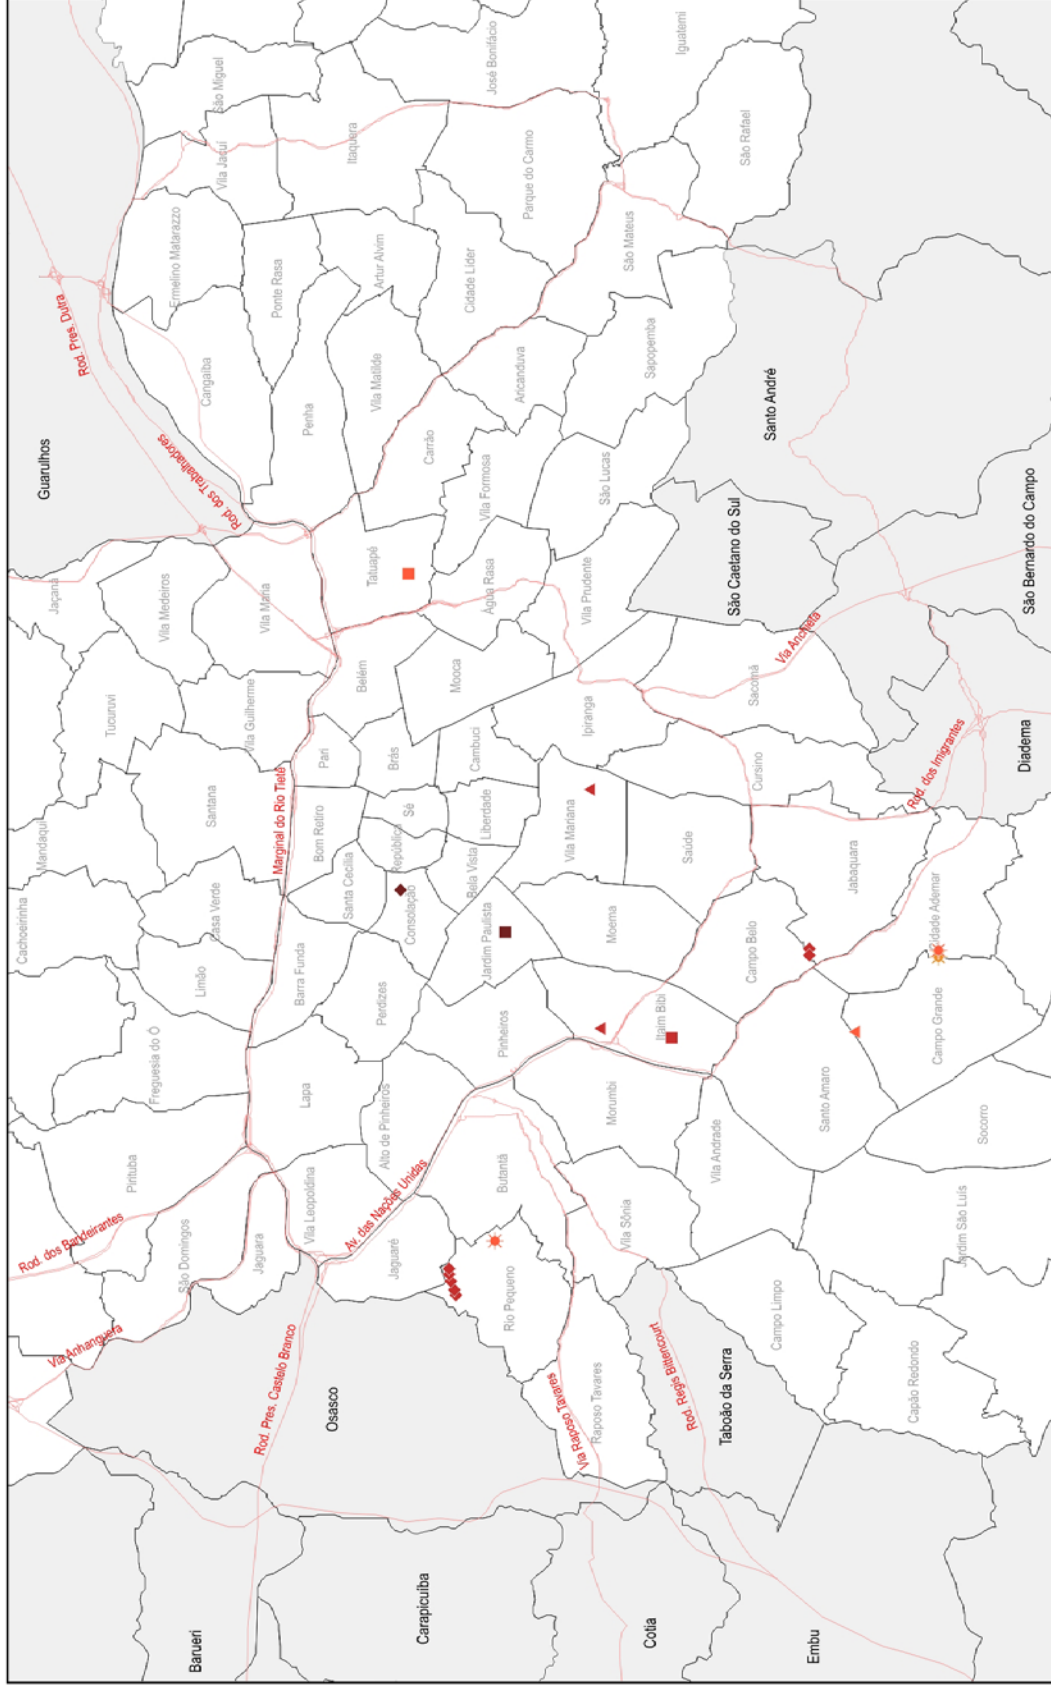 Guarulhos
Rod. Pres. Dutra
Rod. dos Trabalhadores
Jaçanã
Vila Medeiros
Vila Maria
Tucuruvi
Vila Guilherme
Mandaqui
Santana
Marginal do Rio Tietê
Cachoeirinha
Casa Verde
Limão
Freguesia do Ó
Pirituba
Rod. dos Bandeirantes
São Domingos
Jaguara
Via Anhanguera
Rod. Pres. Castelo Branco
Osasco
Barueri
Carapicuíba
Cotia
Embu
São Miguel
Vila Jacuí
Ermelino Matarazzo
Ponte Rasa
Cangaíba
Penha
Itaquera
Artur Alvim
Vila Matilde
José Bonifácio
Parque do Carmo
Cidade Líder
Carrão
Aricanduva
Vila Formosa
Tatuapé
Água Rasa
Iguatemi
São Rafael
São Mateus
Sapopemba
São Lucas
Vila Prudente
Belém
Mooca
Pari
Brás
Cambuci
Ipiranga
Bom Retiro
Sé
Liberdade
República
Santa Cecília
Consolação
Bela Vista
Vila Mariana
Barra Funda
Perdizes
Jardim Paulista
Moema
Saúde
Lapa
Alto de Pinheiros
Pinheiros
Itaim Bibi
Campo Belo
Vila Leopoldina
Av. das Nações Unidas
Jaguaré
Butantã
Morumbi
Rio Pequeno
Vila Sônia
Vila Andrade
Via Raposo Tavares
Raposo Tavares
Rod. Regis Bittencourt
Taboão da Serra
Campo Limpo
Capão Redondo
Jardim São Luís
Santo Amaro
Socorro
Campo Grande
Cidade Ademar
Jabaquara
Cursino
Sacomã
Via Anchieta
Rod. dos Imigrantes
Diadema
São Caetano do Sul
Santo André
São Bernardo do Campo